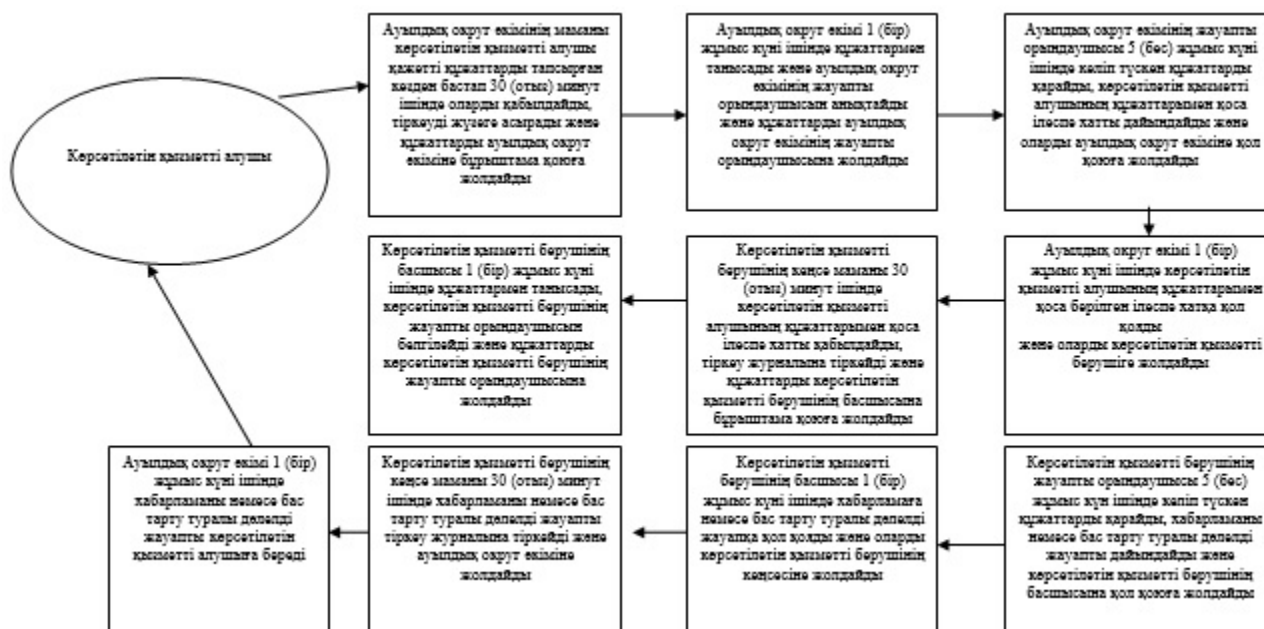 Көрсетілетін қызметті алушы
Ауылдық округ әкімінің маманы
көрсетілетін қызметті алушы
қажетті құжаттарды тапсырған
кезден бастап 30 (отыз) минут
ішінде оларды қабылдайды,
тіркеуді жүзеге асырады және
құжаттарды ауылдық округ
әкіміне бұрыштама қоюға
жолдайды
Ауылдық округ әкімі 1 (бір)
жұмыс күні ішінде құжаттармен
танысады және ауылдық округ
әкімінің жауапты
орындаушысын анықтайды
және құжаттарды ауылдық
округ әкімінің жауапты
орындаушысына жолдайды
Ауылдық округ әкімінің жауапты
орындаушысы 5 (бес) жұмыс күні
ішінде келіп түскен құжаттарды
қарайды, көрсетілетін қызметті
алушының құжаттарымен қоса
ілеспе хатты дайындайды және
оларды ауылдық округ әкіміне қол
қоюға жолдайды
Ауылдық округ әкімі 1 (бір)
жұмыс күні ішінде көрсетілетін
қызметті алушының құжаттарымен
қоса берілген ілеспе хатқа қол
қояды
және оларды көрсетілетін қызметті
берушіге жолдайды
Көрсетілетін қызметті
берушінің кеңсе маманы 30
(отыз) минут ішінде
көрсетілетін қызметті
алушының құжаттарымен қоса
ілеспе хатты қабылдайды,
тіркеу журналына тіркейді және
құжаттарды көрсетілетін
қызметті берушінің басшысына
бұрыштама қоюға жолдайды
Көрсетілетін қызметті берушінің
басшысы 1 (бір) жұмыс күні
ішінде құжаттармен танысады,
көрсетілетін қызметті берушінің
жауапты орындаушысын
белгілейді және құжаттарды
көрсетілетін қызметті берушінің
жауапты орындаушысына
жолдайды
Көрсетілетін қызметті берушінің
жауапты орындаушысы 5 (бес)
жұмыс күн ішінде келіп түскен
құжаттарды қарайды, хабарламаны
немесе бас тарту туралы дәлелді
жауапты дайындайды және
көрсетілетін қызметті берушінің
басшысына қол қоюға жолдайды
Көрсетілетін қызметті
берушінің басшысы 1 (бір)
жұмыс күні ішінде хабарламаға
немесе бас тарту туралы дәлелді
жауапқа қол қояды және оларды
көрсетілетін қызметті берушінің
кеңсесіне жолдайды
Көрсетілетін қызметті берушінің
кеңсе маманы 30 (отыз) минут
ішінде хабарламаны немесе бас
тарту туралы дәлелді жауапты
тіркеу журналына тіркейді және
ауылдық округ әкіміне
жолдайды
Ауылдық округ әкімі 1 (бір)
жұмыс күні ішінде
хабарламаны немесе бас
тарту туралы дәлелді
жауапты көрсетілетін
қызметті алушыға береді